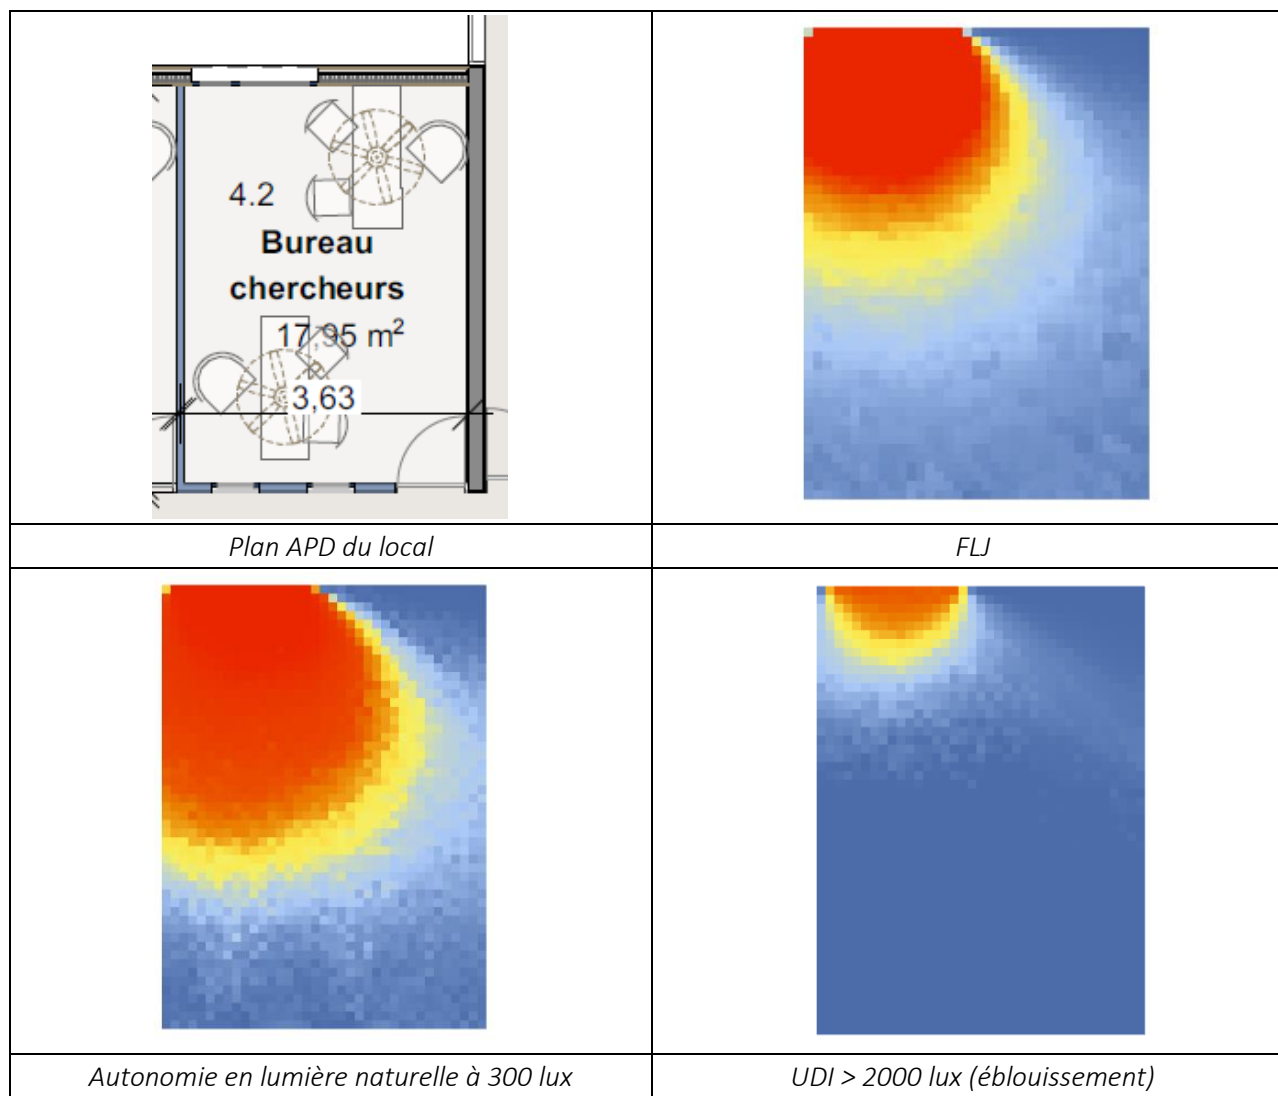 4.2
Bureau
chercheurs
17,95 m²
3,63
Plan APD du local
FLJ
Autonomie en lumière naturelle à 300 lux
UDI > 2000 lux (éblouissement)